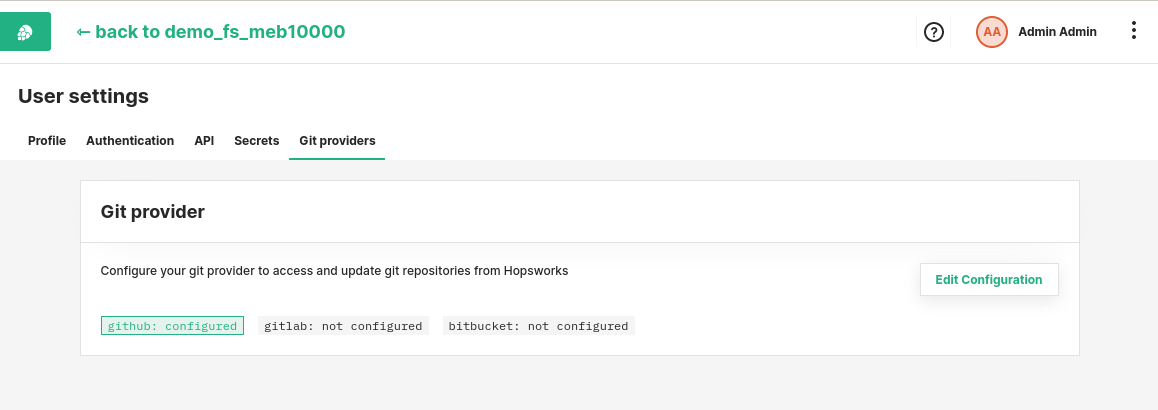 ← back to demo_fs_meb10000
?
AA
Admin Admin
User settings
Profile Authentication API Secrets Git providers
Git provider
Configure your git provider to access and update git repositories from Hopsworks
Edit Configuration
github: configured gitlab: not configured bitbucket: not configured